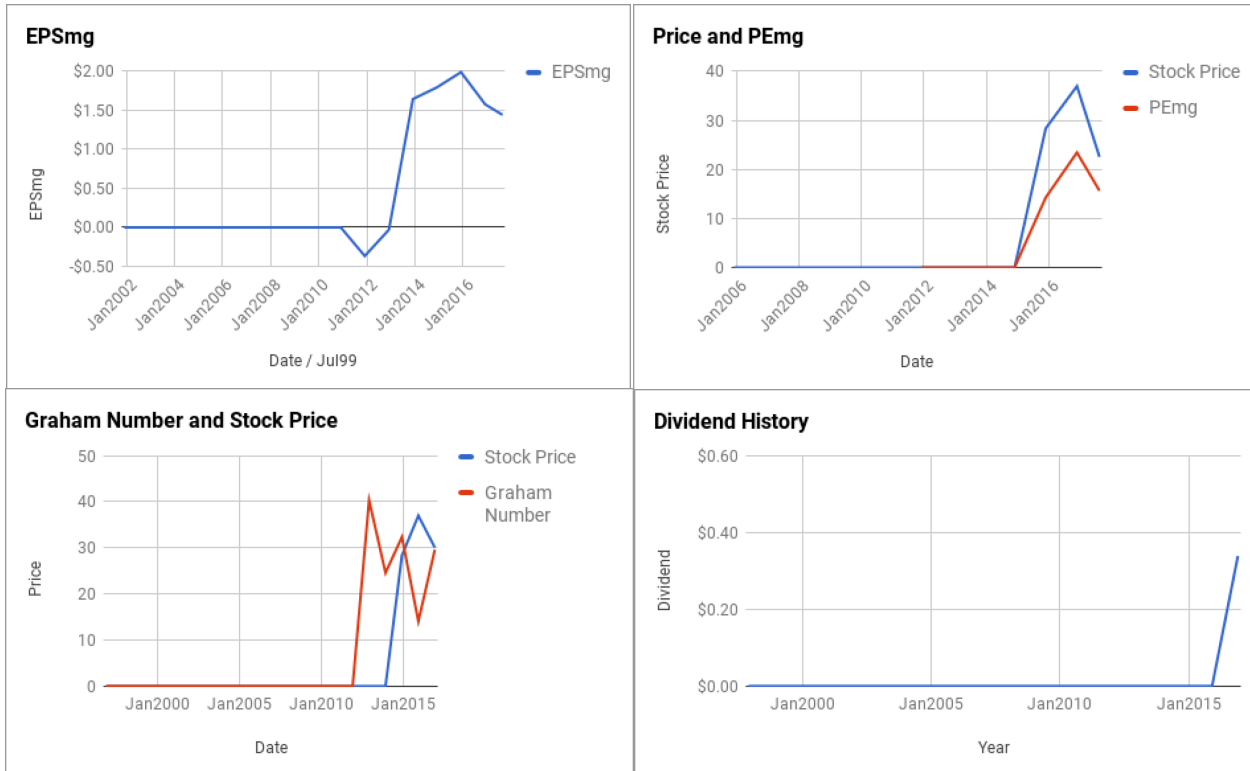 EPSmg
$2.00
$1.50
$1.00
$0.50
$0.00
-$0.50
EPSmg
EPSmg
Jan2002
Jan2004
Jan2006
Jan2008
Jan2010
Jan2012
Jan2014
Jan2016
Date / Jul99
Price and PEmg
40
30
20
10
0
Stock Price
Stock Price
PEmg
Jan2006
Jan2008
Jan2010
Jan2012
Jan2014
Jan2016
Date
Graham Number and Stock Price
50
40
30
20
10
0
Price
Stock Price
Graham
Number
Jan2000
Jan2005
Jan2010
Jan2015
Date
Dividend History
$0.60
$0.40
$0.20
$0.00
Dividend
Jan2000
Jan2005
Jan2010
Jan2015
Year